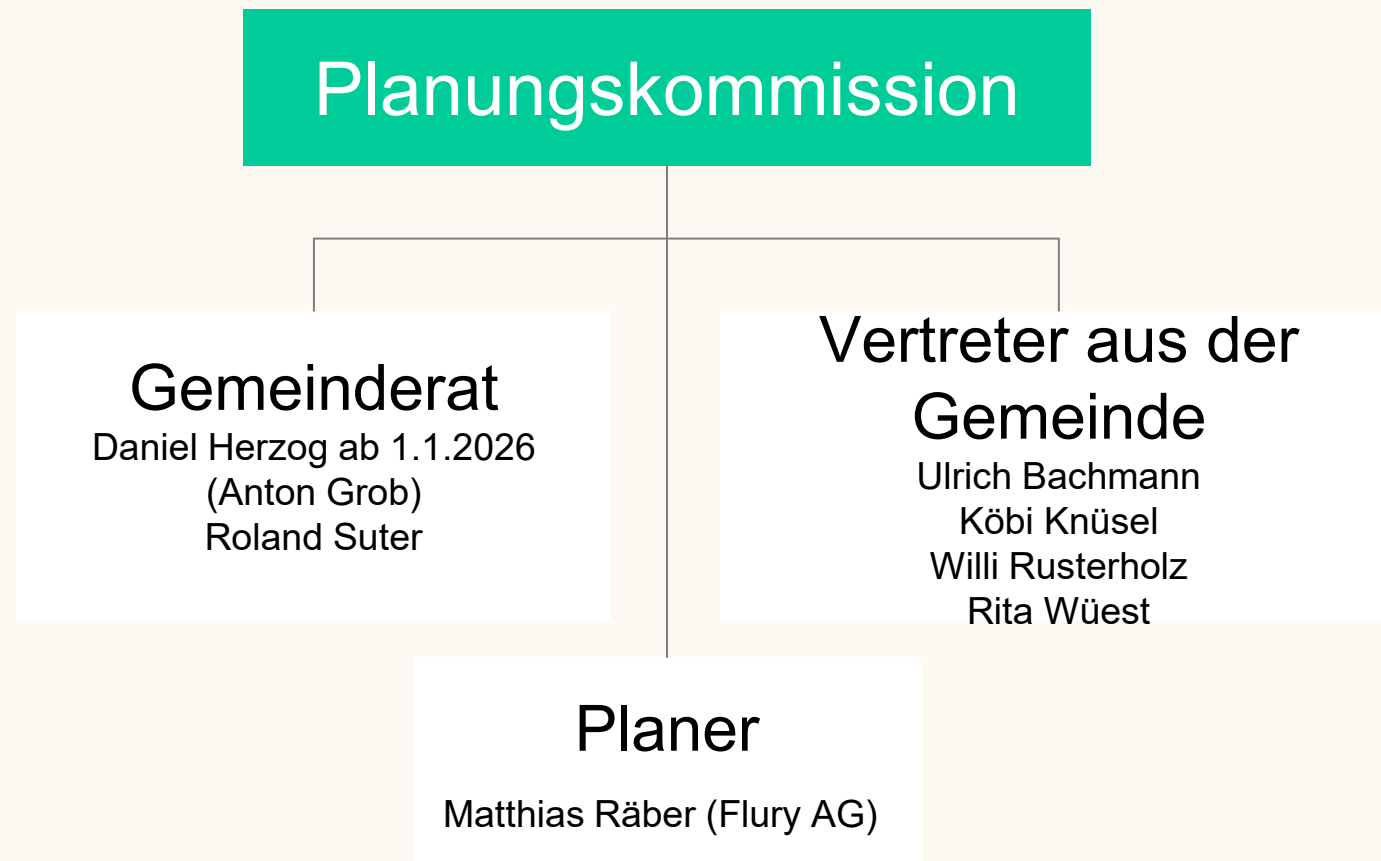 Planungskommission
Gemeinderat
Daniel Herzog ab 1.1.2026
(Anton Grob)
Roland Suter
Vertreter aus der
Gemeinde
Ulrich Bachmann
Köbi Knüsel
Willi Rusterholz
Rita Wüest
Planer
Matthias Räber (Flury AG)